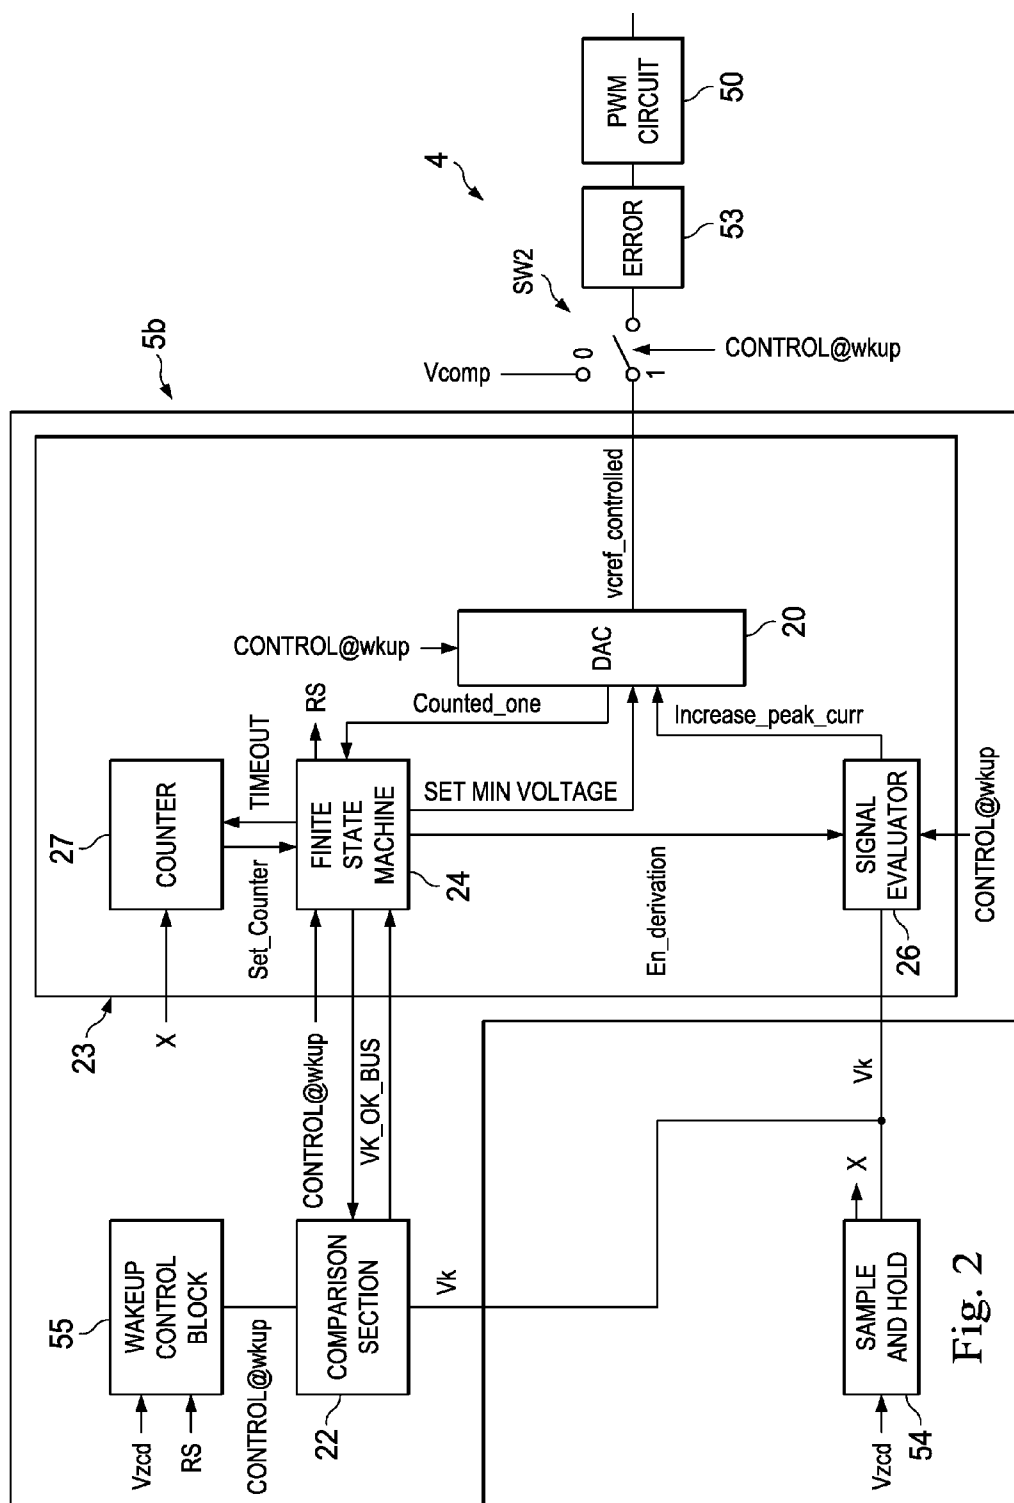 5b
4
23
55
WAKEUP
CONTROL
BLOCK
Vzcd
RS
CONTROL@wkup
COMPARISON
SECTION
22
Vk
CONTROL@wkup
VK_OK_BUS
X
27
COUNTER
Set_Counter
TIMEOUT
FINITE
STATE
MACHINE
24
RS
CONTROL@wkup
Counted_one
SET MIN VOLTAGE
En_derivation
Increase_peak_curr
DAC
20
vcref_controlled
Vcomp
0
1
SW2
CONTROL@wkup
ERROR
53
PWM
CIRCUIT
50
SIGNAL
EVALUATOR
26
CONTROL@wkup
Vk
X
Vzcd
SAMPLE
AND HOLD
54
Fig. 2